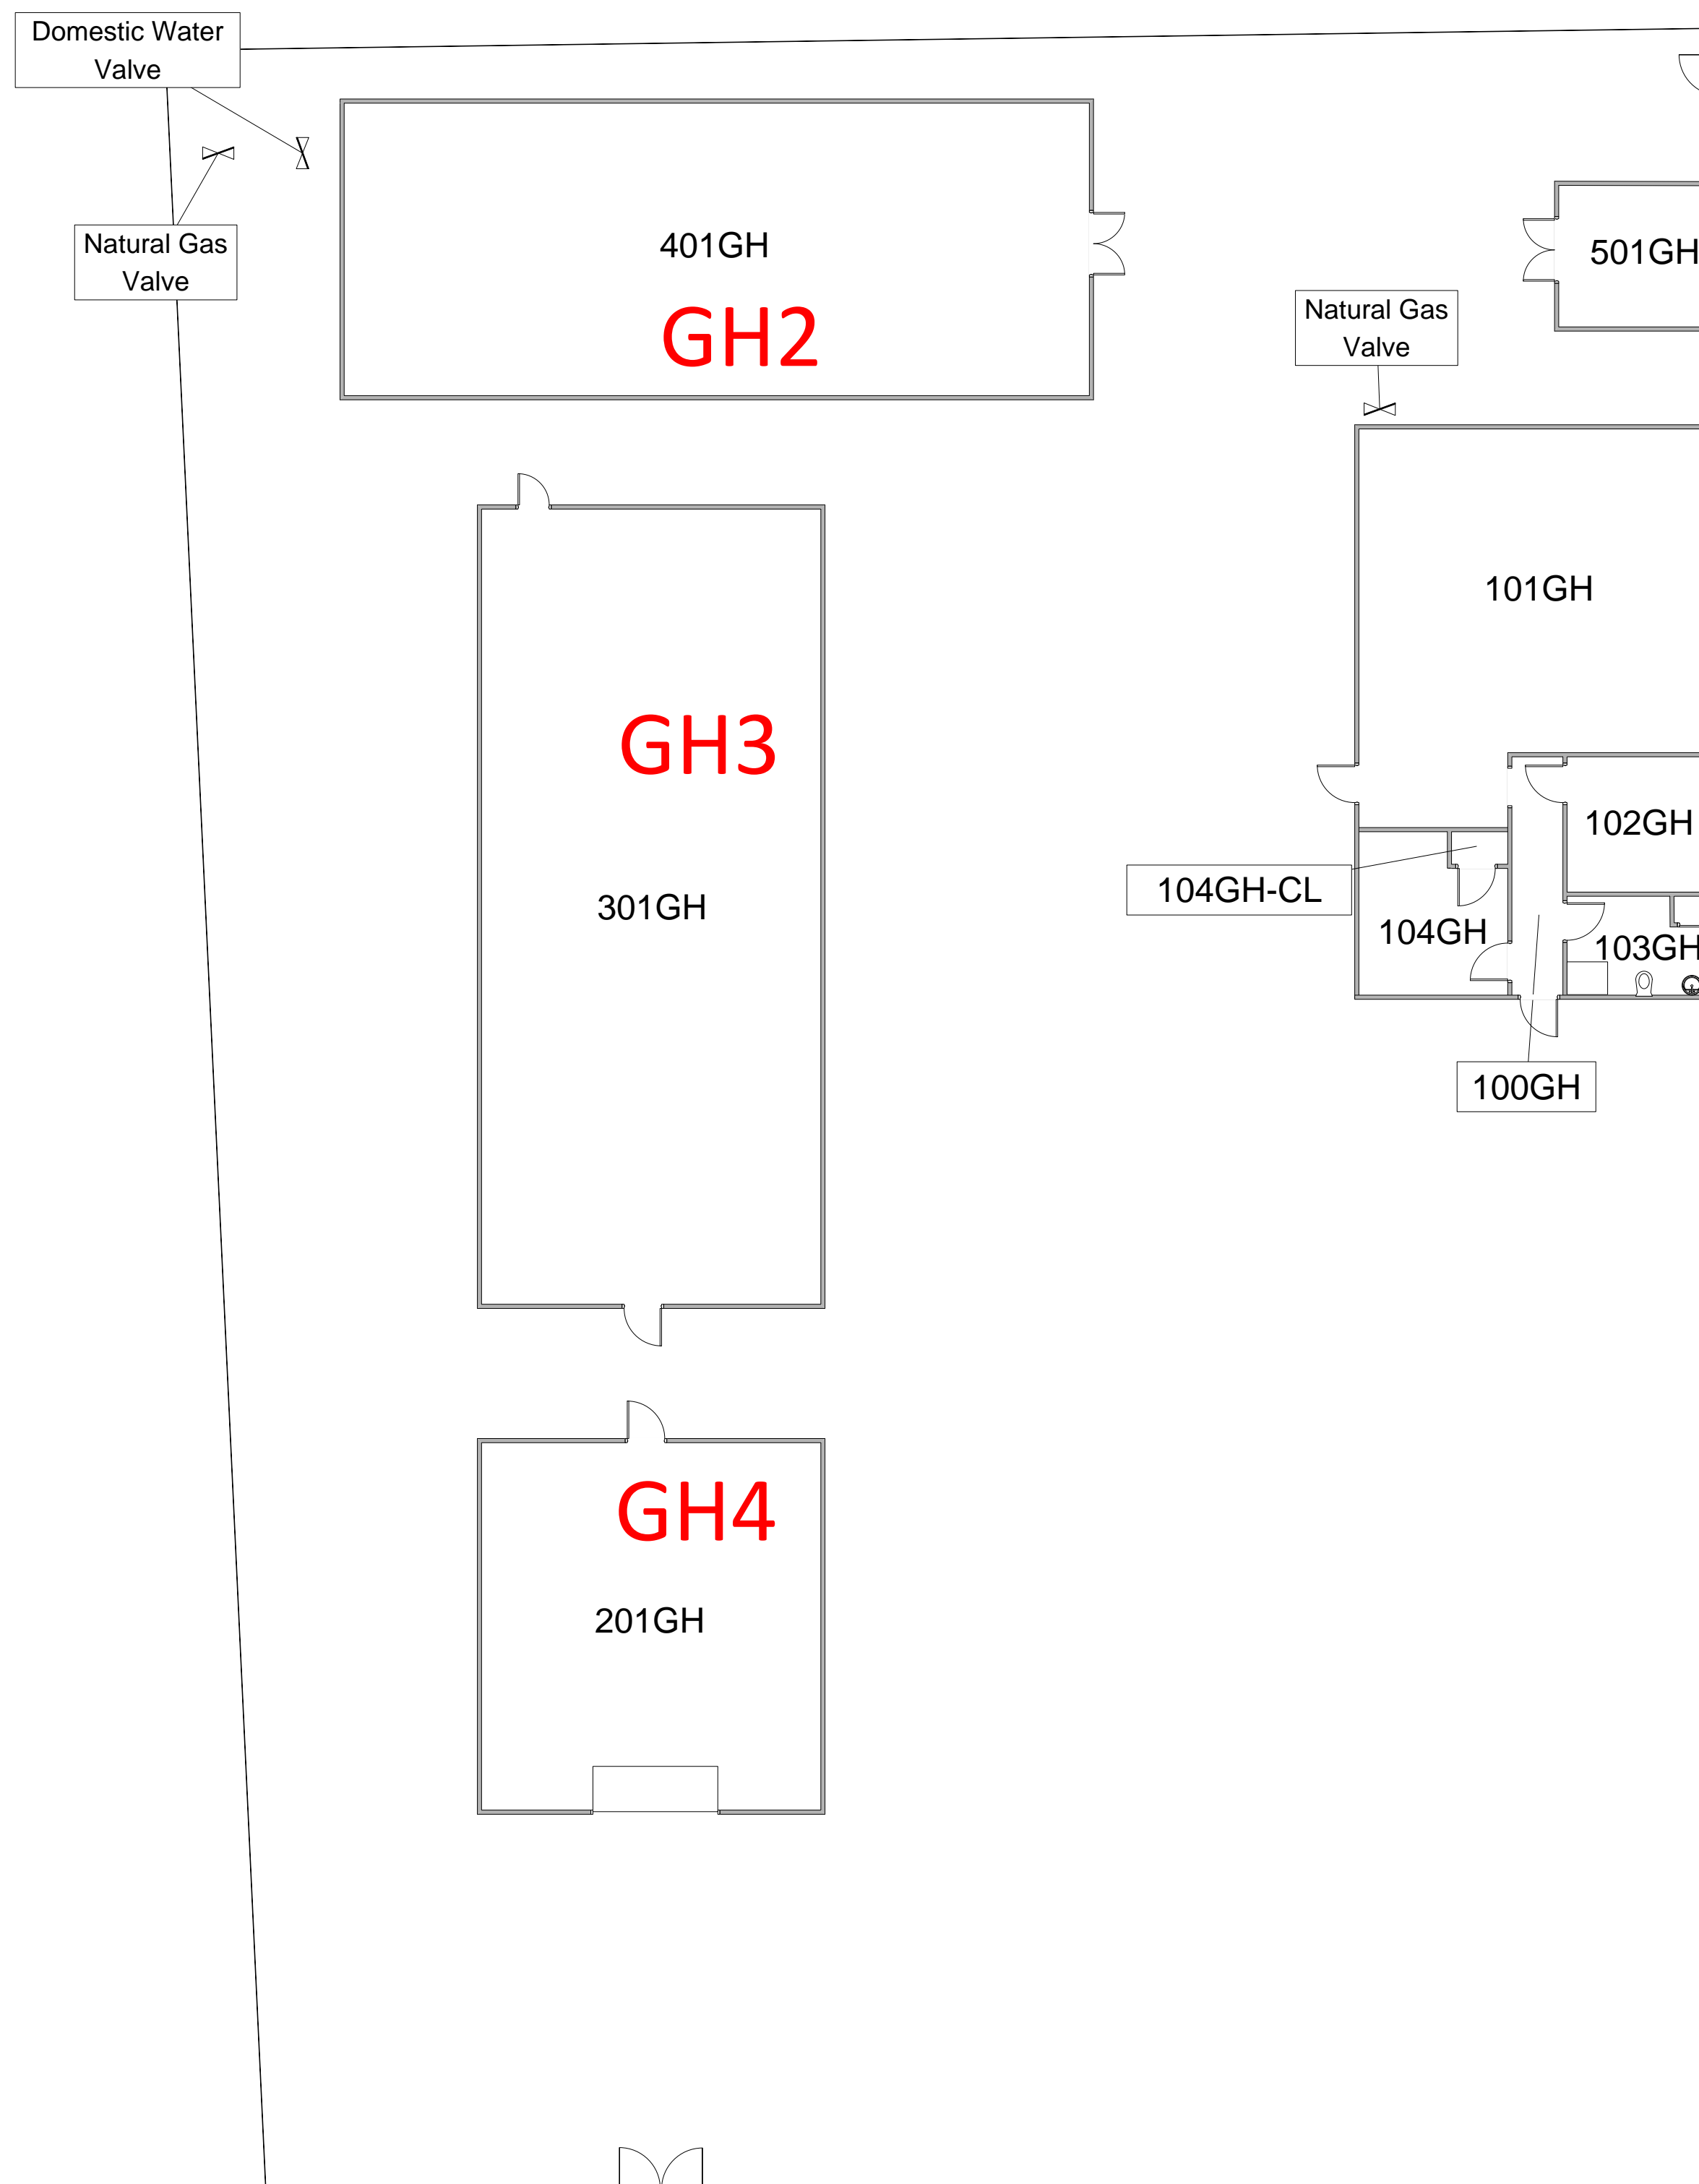 Domestic Water
Valve
Natural Gas
Valve
401GH
GH2
501GH
Natural Gas
Valve
101GH
GH3
301GH
102GH
104GH-CL
104GH
103GH
100GH
GH4
201GH